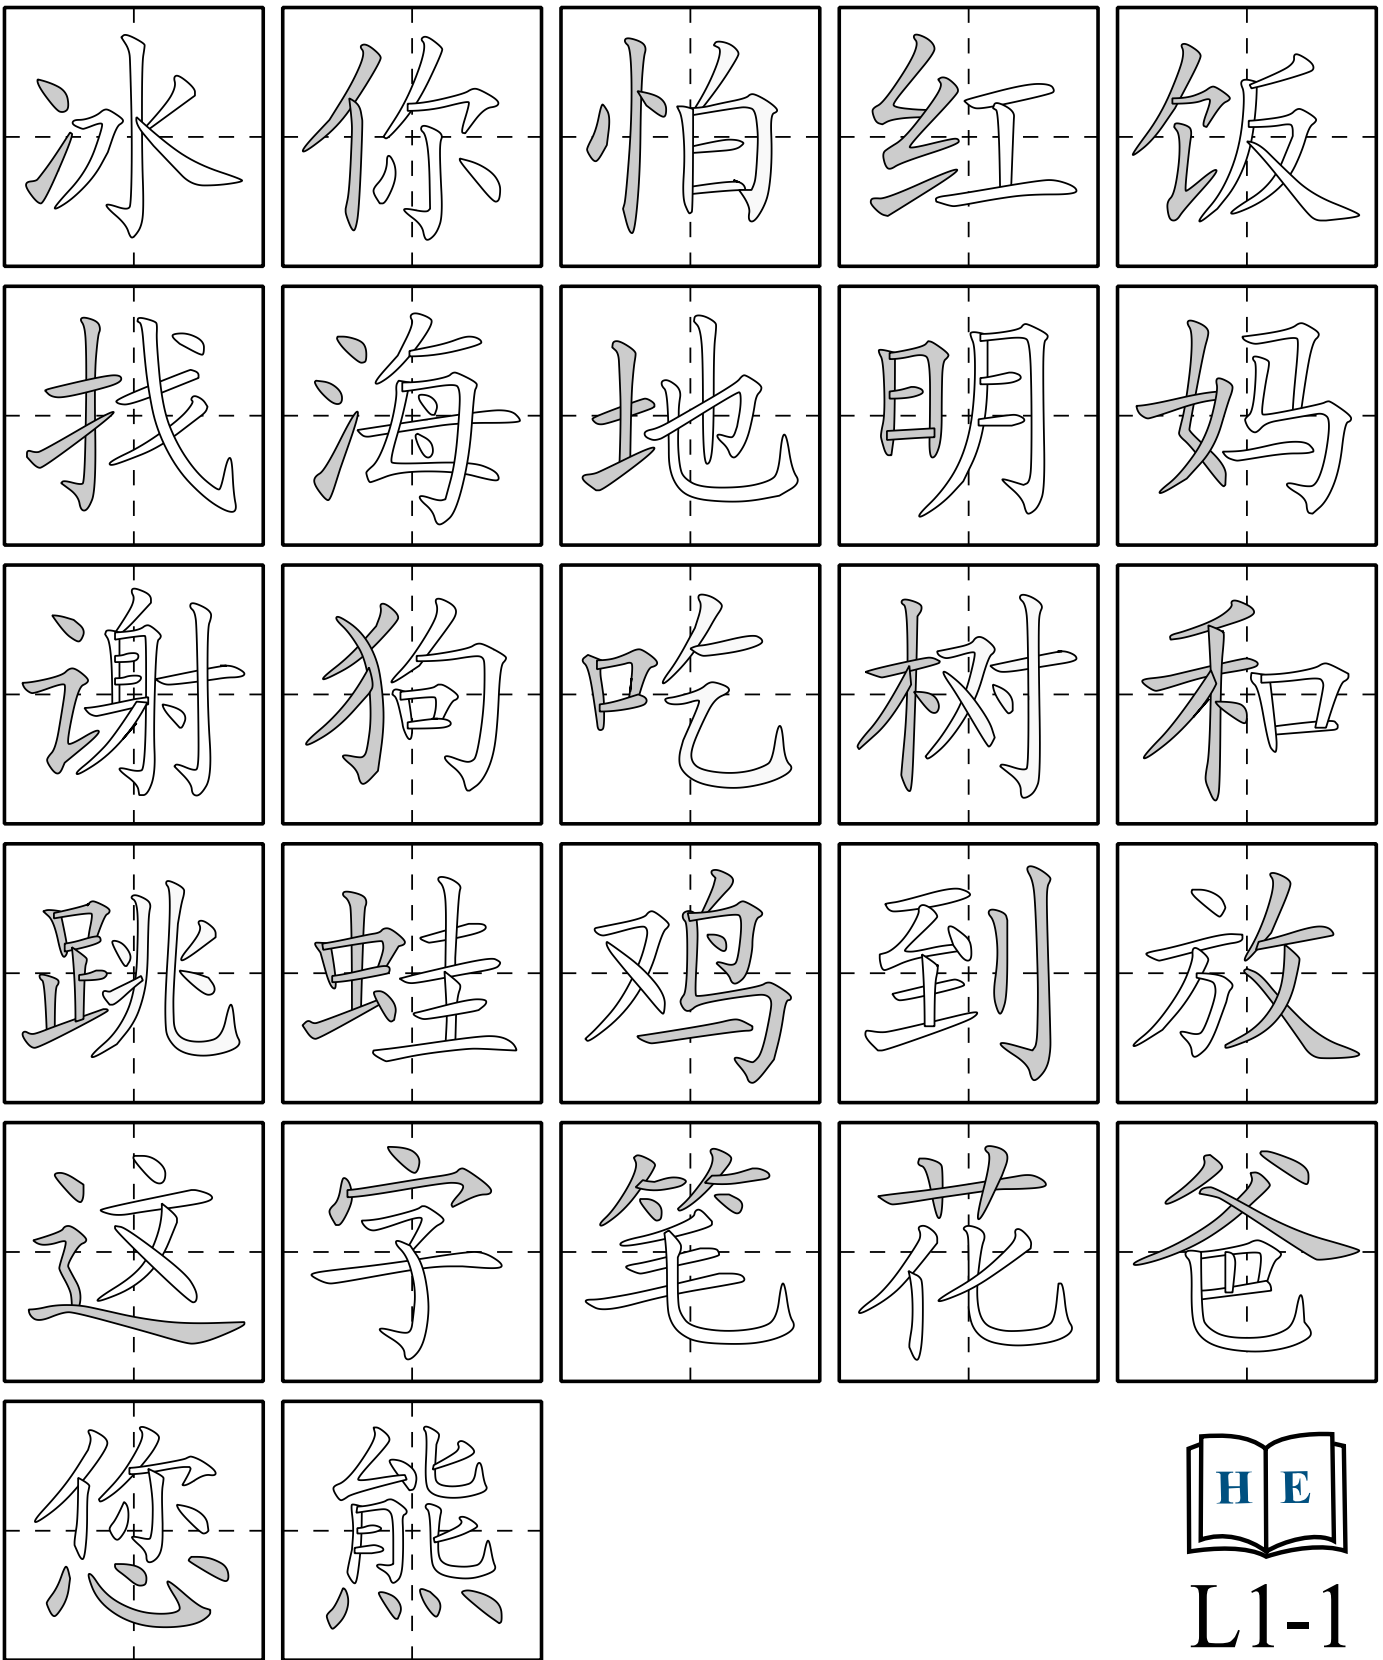 冰 你 怕 红 饭
找 海 地 明 妈
谢 狗 吃 树 和
跳 蛙 鸡 到 放
这 字 笔 花 爸
您 熊
H E
L1-1